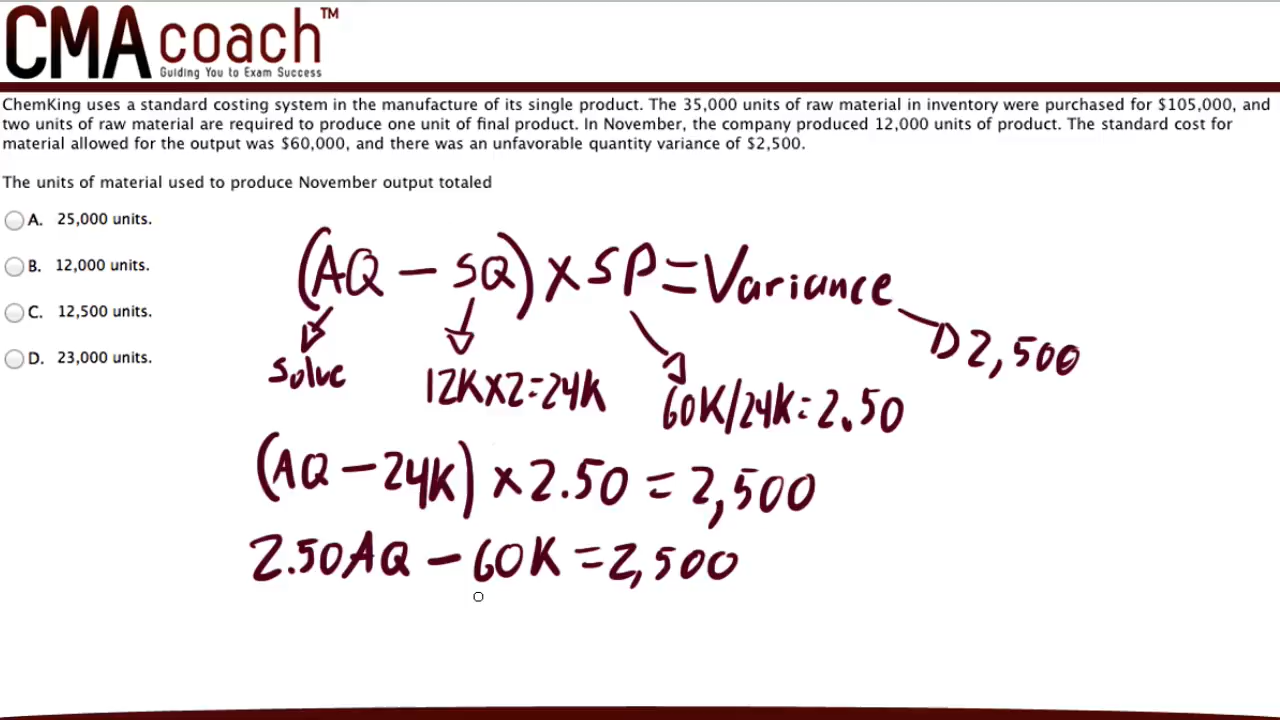 CMAcoach™
Guiding You to Exam Success
ChemKing uses a standard costing system in the manufacture of its single product. The 35,000 units of raw material in inventory were purchased for $105,000, and
two units of raw material are required to produce one unit of final product. In November, the company produced 12,000 units of product. The standard cost for
material allowed for the output was $60,000, and there was an unfavorable quantity variance of $2,500.
The units of material used to produce November output totaled
A. 25,000 units.
B. 12,000 units.
C. 12,500 units.
D. 23,000 units.
(AQ - SQ) x SP = Variance
2,500
Solve
12K x 2 = 24K
60K/24K = 2.50
(AQ - 24K) x 2.50 = 2,500
2.50AQ - 60K = 2,500